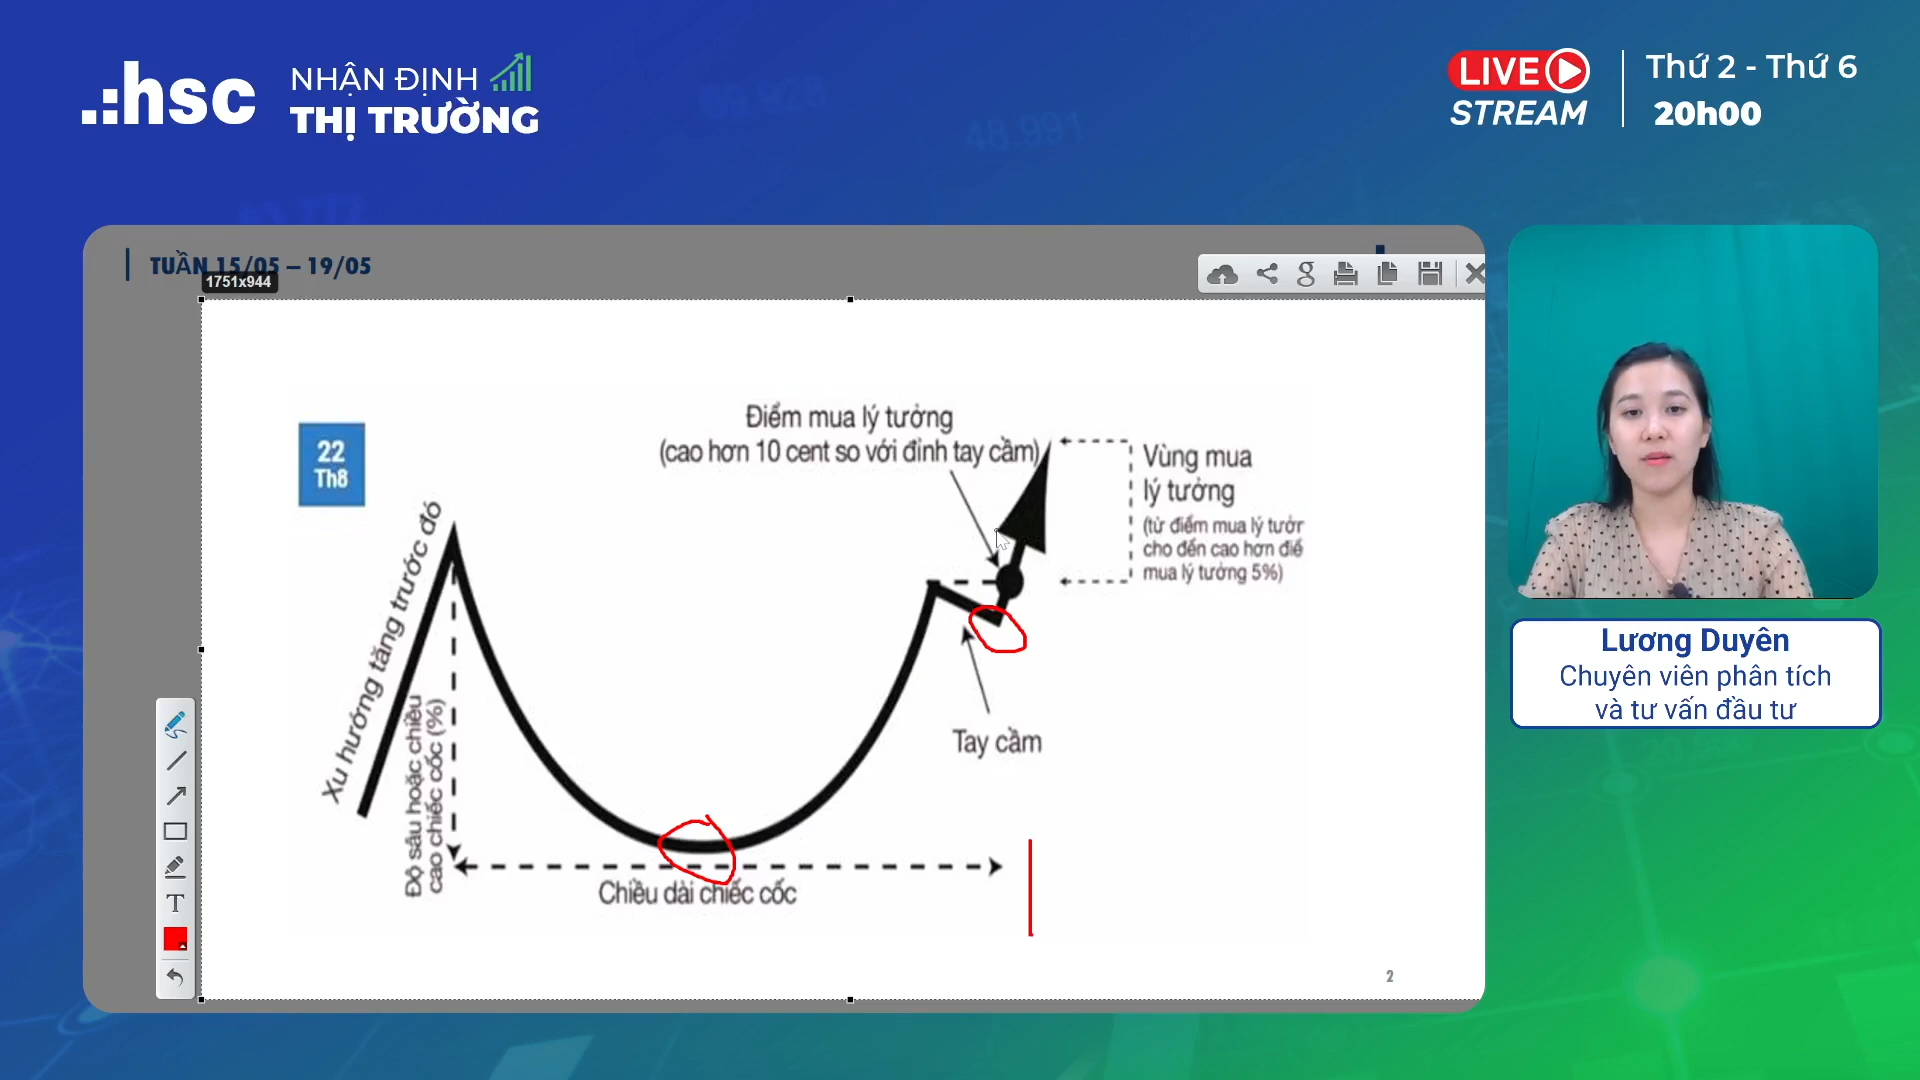 .:hsc
NHẬN ĐỊNH
THỊ TRƯỜNG
LIVE
STREAM
Thứ 2 - Thứ 6
20h00
TUẦN 15/05 – 19/05
1751x944
g
22
Th8
Điểm mua lý tưởng
(cao hơn 10 cent so với đỉnh tay cầm)
Vùng mua
lý tưởng
(từ điểm mua lý tưởr
cho đến cao hơn điể
mua lý tưởng 5%)
Xu hướng tăng trước đó
Độ sâu hoặc chiều
cao chiếc cốc (%)
Tay cầm
Chiều dài chiếc cốc
T
2
Lương Duyên
Chuyên viên phân tích
và tư vấn đầu tư